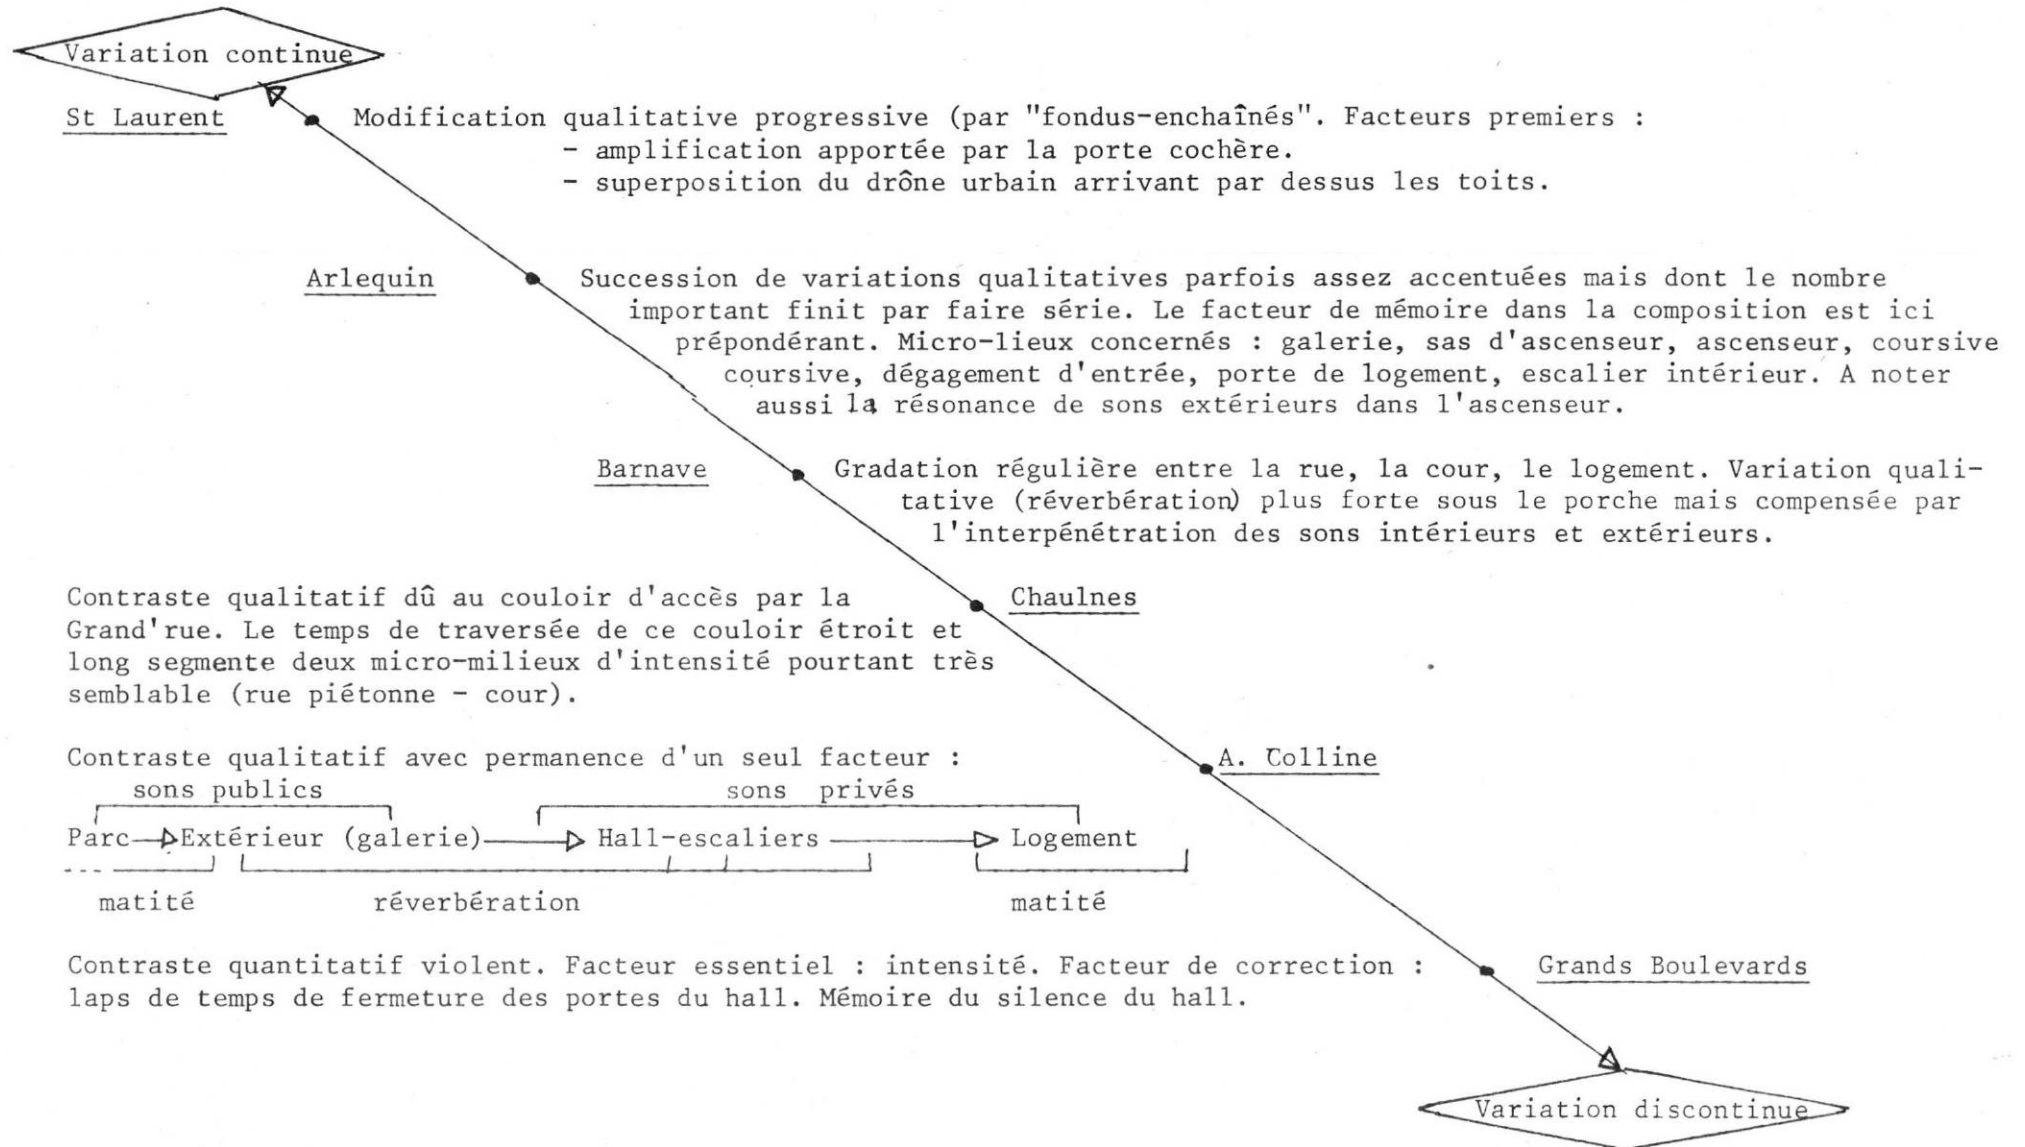 Variation continue
St Laurent
Modification qualitative progressive (par "fondus-enchaînés". Facteurs premiers :
- amplification apportée par la porte cochère.
- superposition du drône urbain arrivant par dessus les toits.
Arlequin
Succession de variations qualitatives parfois assez accentuées mais dont le nombre
important finit par faire série. Le facteur de mémoire dans la composition est ici
prépondérant. Micro-lieux concernés : galerie, sas d'ascenseur, ascenseur, coursive
coursive, dégagement d'entrée, porte de logement, escalier intérieur. A noter
aussi la résonance de sons extérieurs dans l'ascenseur.
Barnave
Gradation régulière entre la rue, la cour, le logement. Variation quali-
tative (réverbération) plus forte sous le porche mais compensée par
l'interpénétration des sons intérieurs et extérieurs.
Contraste qualitatif dû au couloir d'accès par la
Grand'rue. Le temps de traversée de ce couloir étroit et
long segmente deux micro-milieux d'intensité pourtant très
semblable (rue piétonne - cour).
Chaulnes
Contraste qualitatif avec permanence d'un seul facteur :
A. Colline
sons publics
sons privés
Parc Extérieur (galerie) Hall-escaliers Logement
matité
réverbération
matité
Contraste quantitatif violent. Facteur essentiel : intensité. Facteur de correction :
laps de temps de fermeture des portes du hall. Mémoire du silence du hall.
Grands Boulevards
Variation discontinue